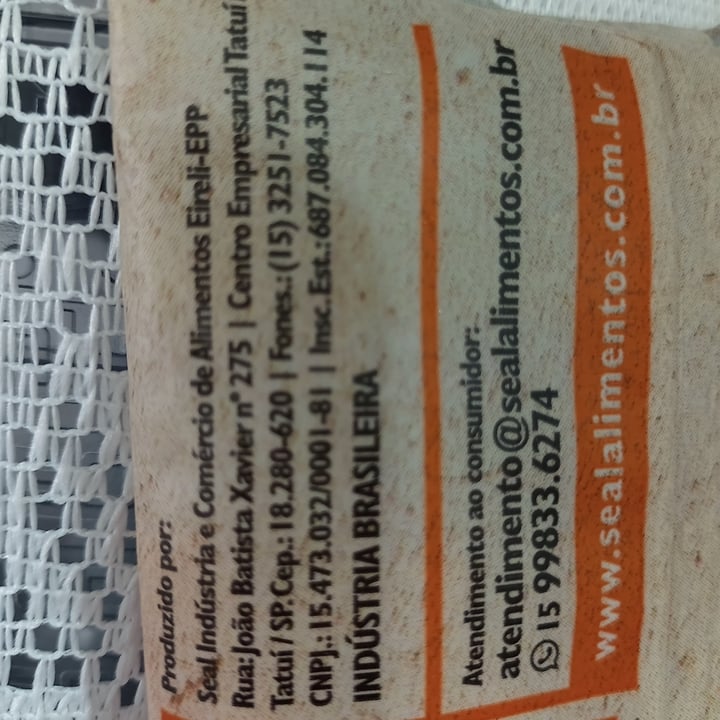 Produzido por:
Seal Indústria e Comércio de Alimentos Eireli-EPP
Rua: João Batista Xavier nº 275 | Centro Empresarial Tatuí
Tatuí / SP. Cep.: 18.280-620 | Fones.: (15) 3251-7523
CNPJ.: 15.473.032/0001-81 | Insc. Est.: 687.084.304.114
INDÚSTRIA BRASILEIRA
Atendimento ao consumidor:
atendimento@sealalimentos.com.br
15 99833.6274
www.sealalimentos.com.br